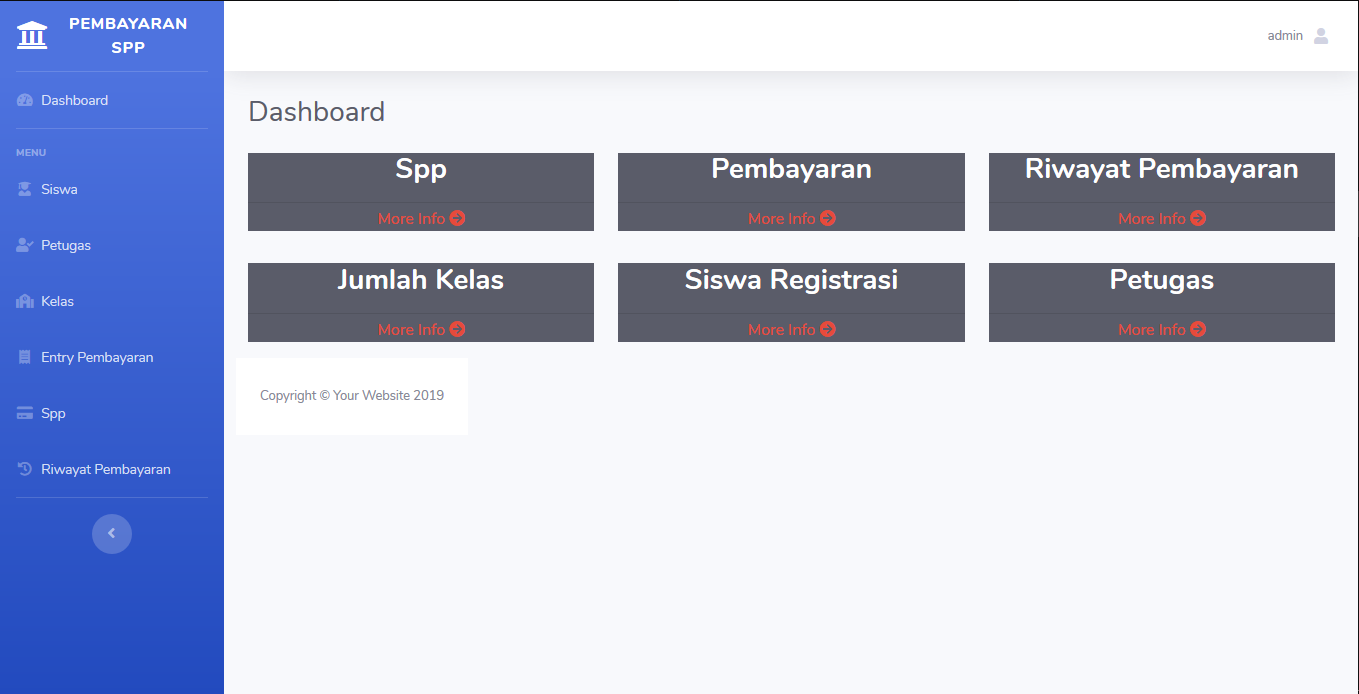 PEMBAYARAN
SPP
admin
Dashboard
MENU
Siswa
Petugas
Kelas
Entry Pembayaran
Spp
Riwayat Pembayaran
Dashboard
Spp
More Info
Pembayaran
More Info
Riwayat Pembayaran
More Info
Jumlah Kelas
More Info
Siswa Registrasi
More Info
Petugas
More Info
Copyright © Your Website 2019